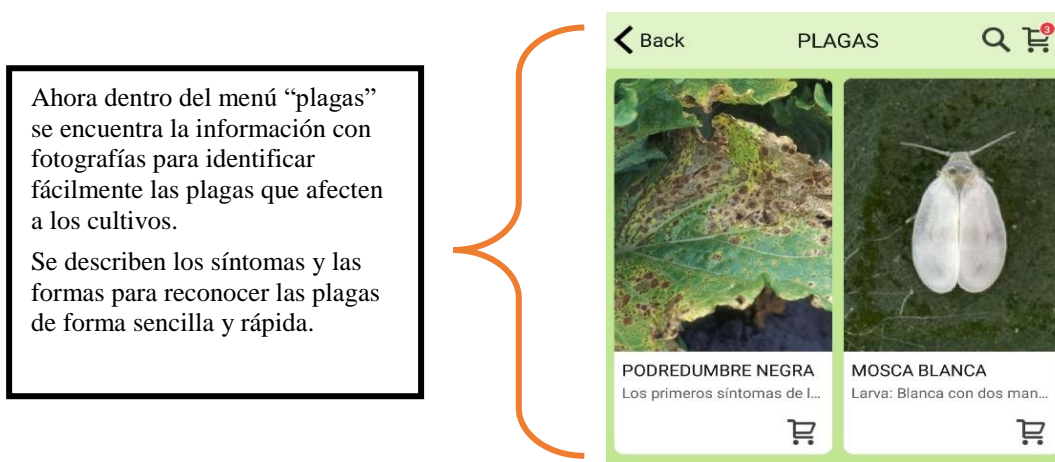 Ahora dentro del menú “plagas”
se encuentra la información con
fotografías para identificar
fácilmente las plagas que afecten
a los cultivos.
Se describen los síntomas y las
formas para reconocer las plagas
de forma sencilla y rápida.
Back
PLAGAS
3
PODREDUMBRE NEGRA
Los primeros síntomas de l...
MOSCA BLANCA
Larva: Blanca con dos man...